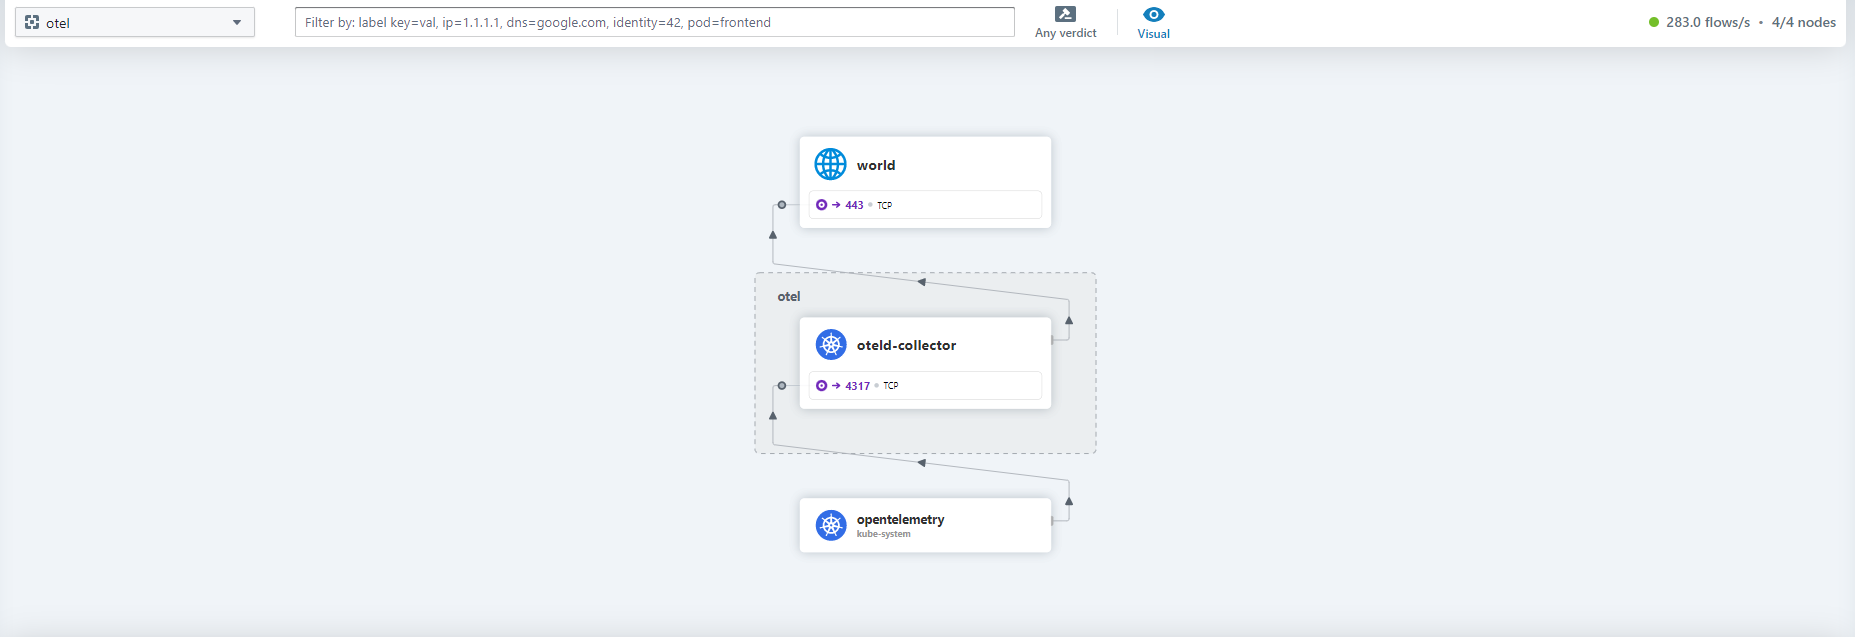 otel
Filter by: label key=val, ip=1.1.1.1, dns=google.com, identity=42, pod=frontend
Any verdict
Visual
283.0 flows/s • 4/4 nodes
world
443 TCP
otel
oteld-collector
4317 TCP
opentelemetry
kube-system